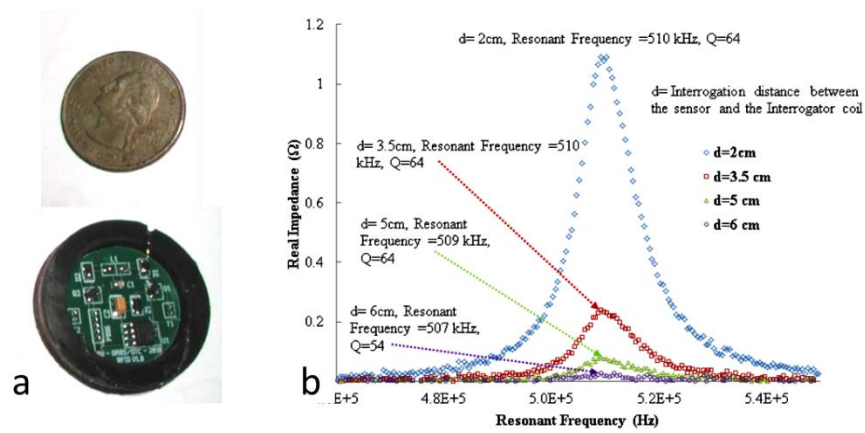 a
b
d= 2cm, Resonant Frequency =510 kHz, Q=64
d= Interrogation distance between
the sensor and the Interrogator coil
d=2cm
d=3.5 cm
d=5 cm
d=6 cm
d= 3.5cm, Resonant Frequency =510
kHz, Q=64
d= 5cm, Resonant
Frequency =509 kHz,
Q=64
d= 6cm, Resonant
Frequency =507 kHz,
Q=54
Real Impedance (Ω)
1.2
1
0.8
0.6
0.4
0.2
4.8E+5
5.0E+5
5.2E+5
5.4E+5
Resonant Frequency (Hz)
L1
C1
C2